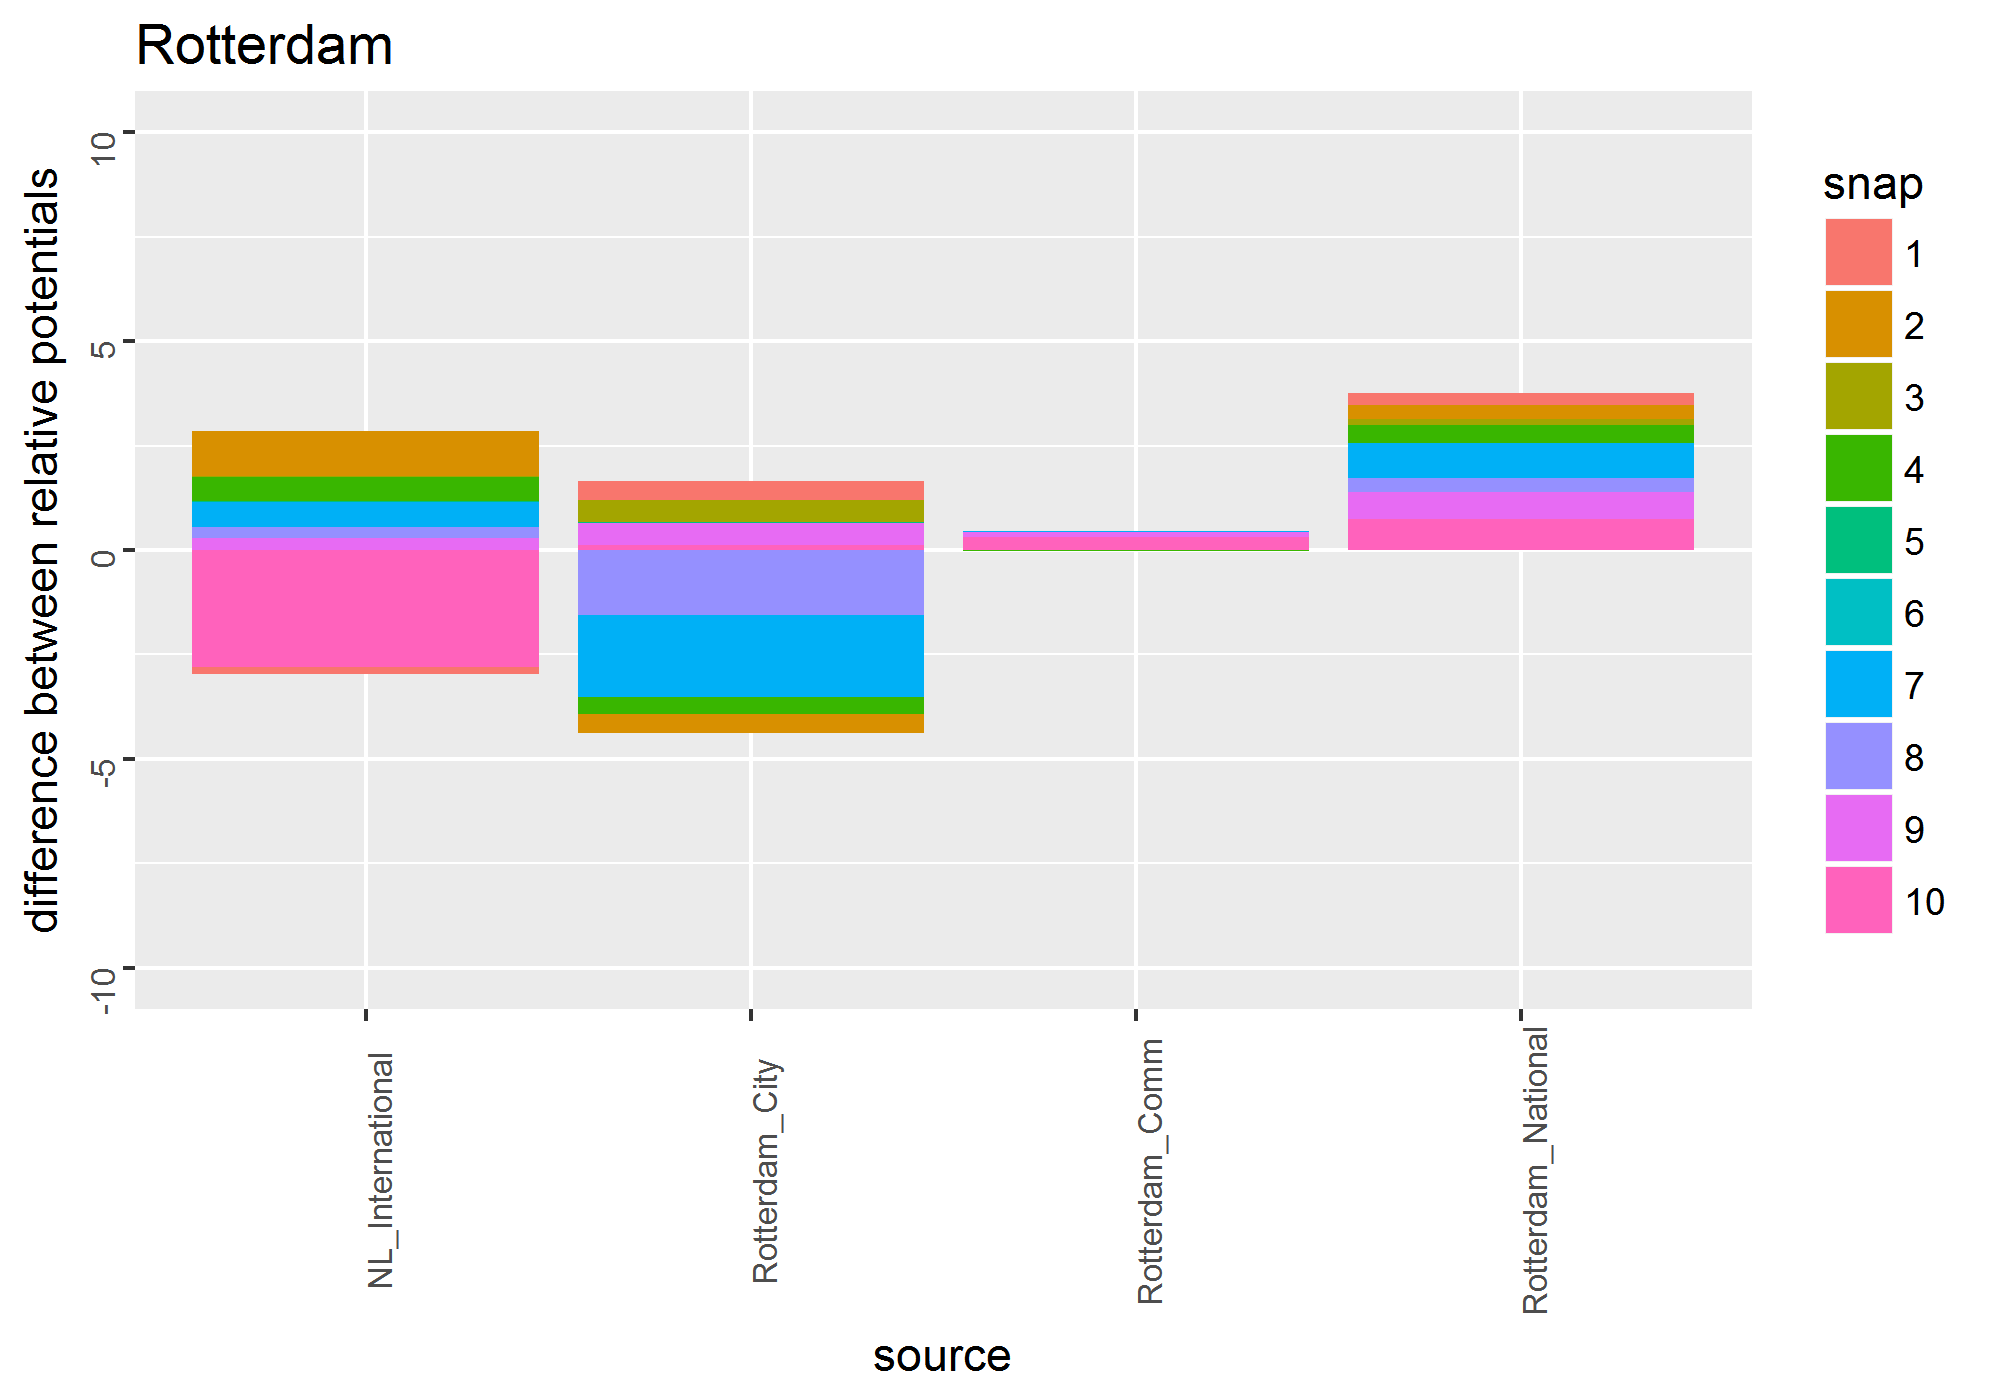 Rotterdam
difference between relative potentials
10
5
0
-5
-10
NL_International
Rotterdam_City
Rotterdam_Comm
Rotterdam_National
source
snap
1
2
3
4
5
6
7
8
9
10